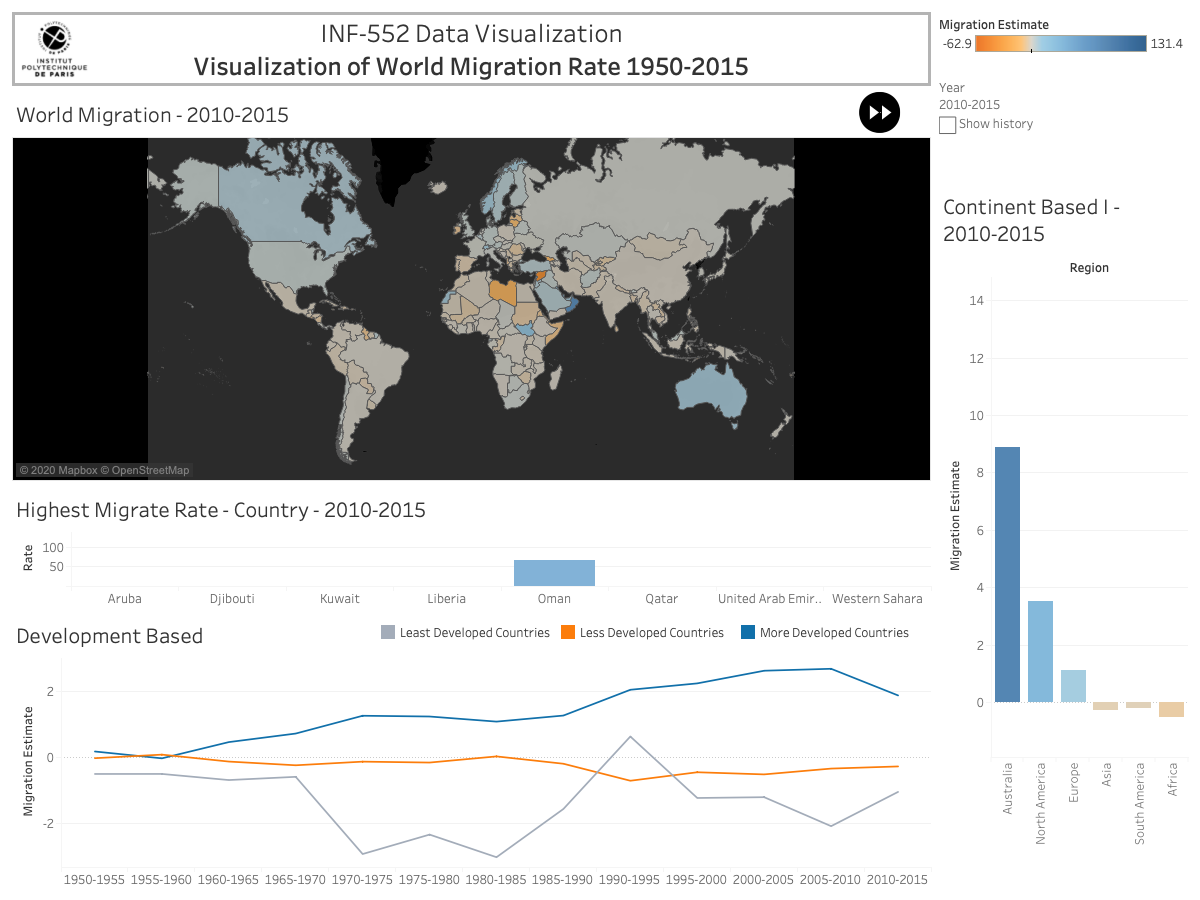 INSTITUT
POLYTECHNIQUE
DE PARIS
INF-552 Data Visualization
Visualization of World Migration Rate 1950-2015
Migration Estimate
-62.9
131.4
Year
2010-2015
Show history
World Migration - 2010-2015
© 2020 Mapbox © OpenStreetMap
Continent Based I -
2010-2015
Region
14
12
10
8
6
4
2
0
Migration Estimate
Australia
North America
Europe
Asia
South America
Africa
Highest Migrate Rate - Country - 2010-2015
Rate
100
50
Aruba
Djibouti
Kuwait
Liberia
Oman
Qatar
United Arab Emir..
Western Sahara
Development Based
Least Developed Countries
Less Developed Countries
More Developed Countries
Migration Estimate
2
0
-2
1950-1955
1955-1960
1960-1965
1965-1970
1970-1975
1975-1980
1980-1985
1985-1990
1990-1995
1995-2000
2000-2005
2005-2010
2010-2015